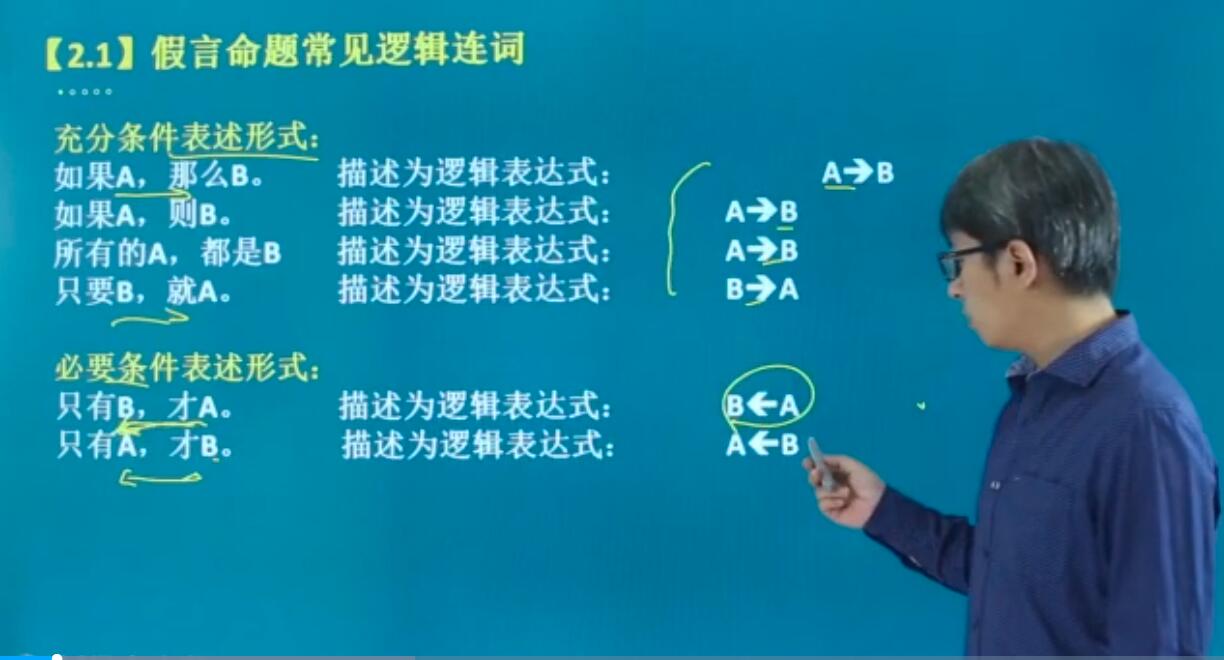 【2.1】假言命题常见逻辑连词
充分条件表述形式：
如果A，那么B。 描述为逻辑表达式： A→B
如果A，则B。 描述为逻辑表达式： A→B
所有的A，都是B 描述为逻辑表达式： A→B
只要B，就A。 描述为逻辑表达式： B→A
必要条件表述形式：
只有B，才A。 描述为逻辑表达式： B←A
只有A，才B。 描述为逻辑表达式： A←B